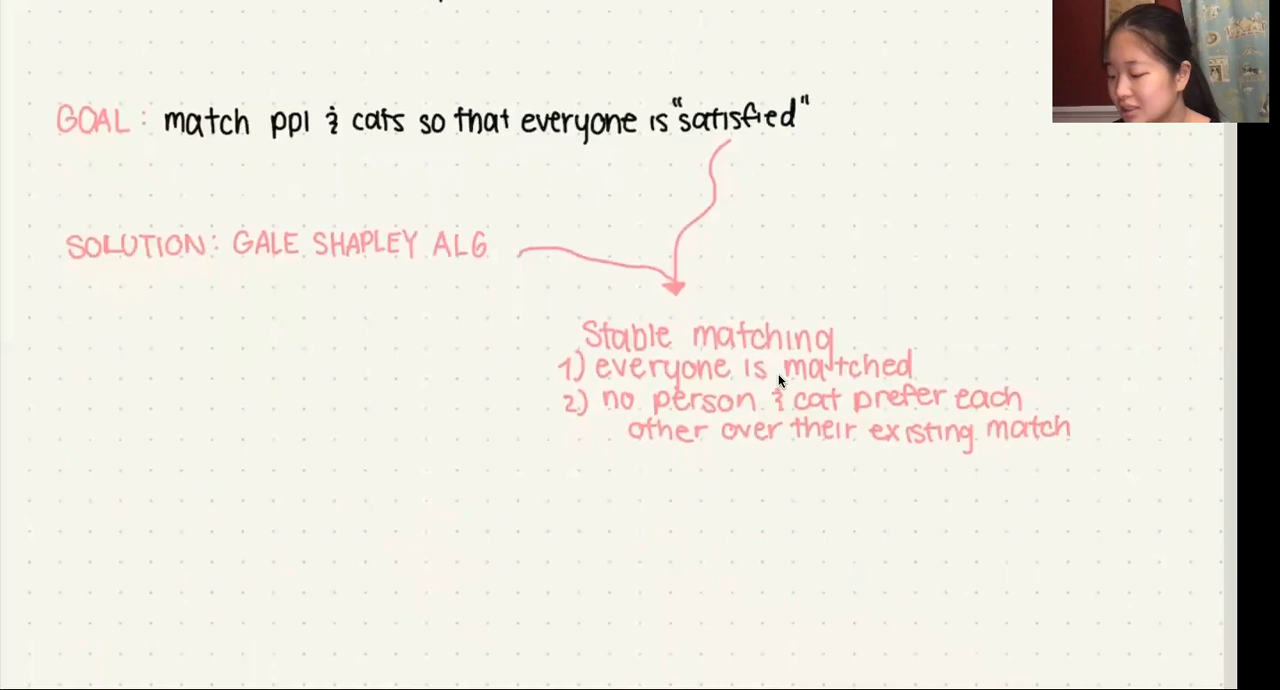 GOAL: match ppl & cats so that everyone is "satisfied"
SOLUTION: GALE SHAPLEY ALG
Stable matching
1) everyone is matched
2) no person & cat prefer each
other over their existing match